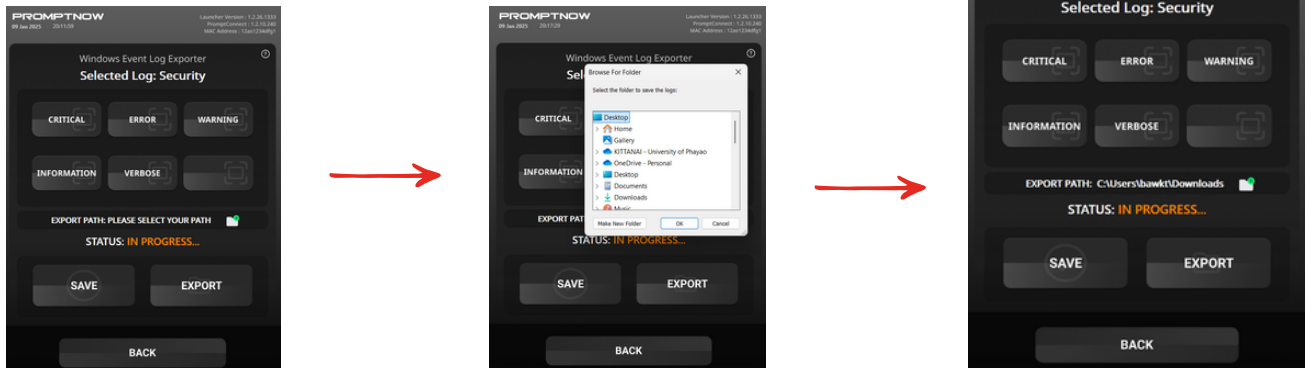 PROMPTNOW
09 Jan 2025 20:11:59
Launcher Version : 1.2.26.1333
PromptConnect : 1.2.10.240
MAC Address : 12as1234dfg1
Windows Event Log Exporter
Selected Log: Security
CRITICAL ERROR WARNING
INFORMATION VERBOSE
EXPORT PATH: PLEASE SELECT YOUR PATH
STATUS: IN PROGRESS...
SAVE EXPORT
BACK
PROMPTNOW
09 Jan 2025 20:17:29
Launcher Version : 1.2.26.1333
PromptConnect : 1.2.10.240
MAC Address : 12as1234dfg1
Windows Event Log Exporter
Sel
Browse For Folder
Select the folder to save the logs:
Desktop
Home
Gallery
KITTANAI - University of Phayao
OneDrive - Personal
Desktop
Documents
Downloads
Music
Make New Folder OK Cancel
CRITICAL
INFORMATION
EXPORT PAT
STATUS: IN PROGRESS...
SAVE EXPORT
BACK
Selected Log: Security
CRITICAL ERROR WARNING
INFORMATION VERBOSE
EXPORT PATH: C:\Users\bawkt\Downloads
STATUS: IN PROGRESS...
SAVE EXPORT
BACK